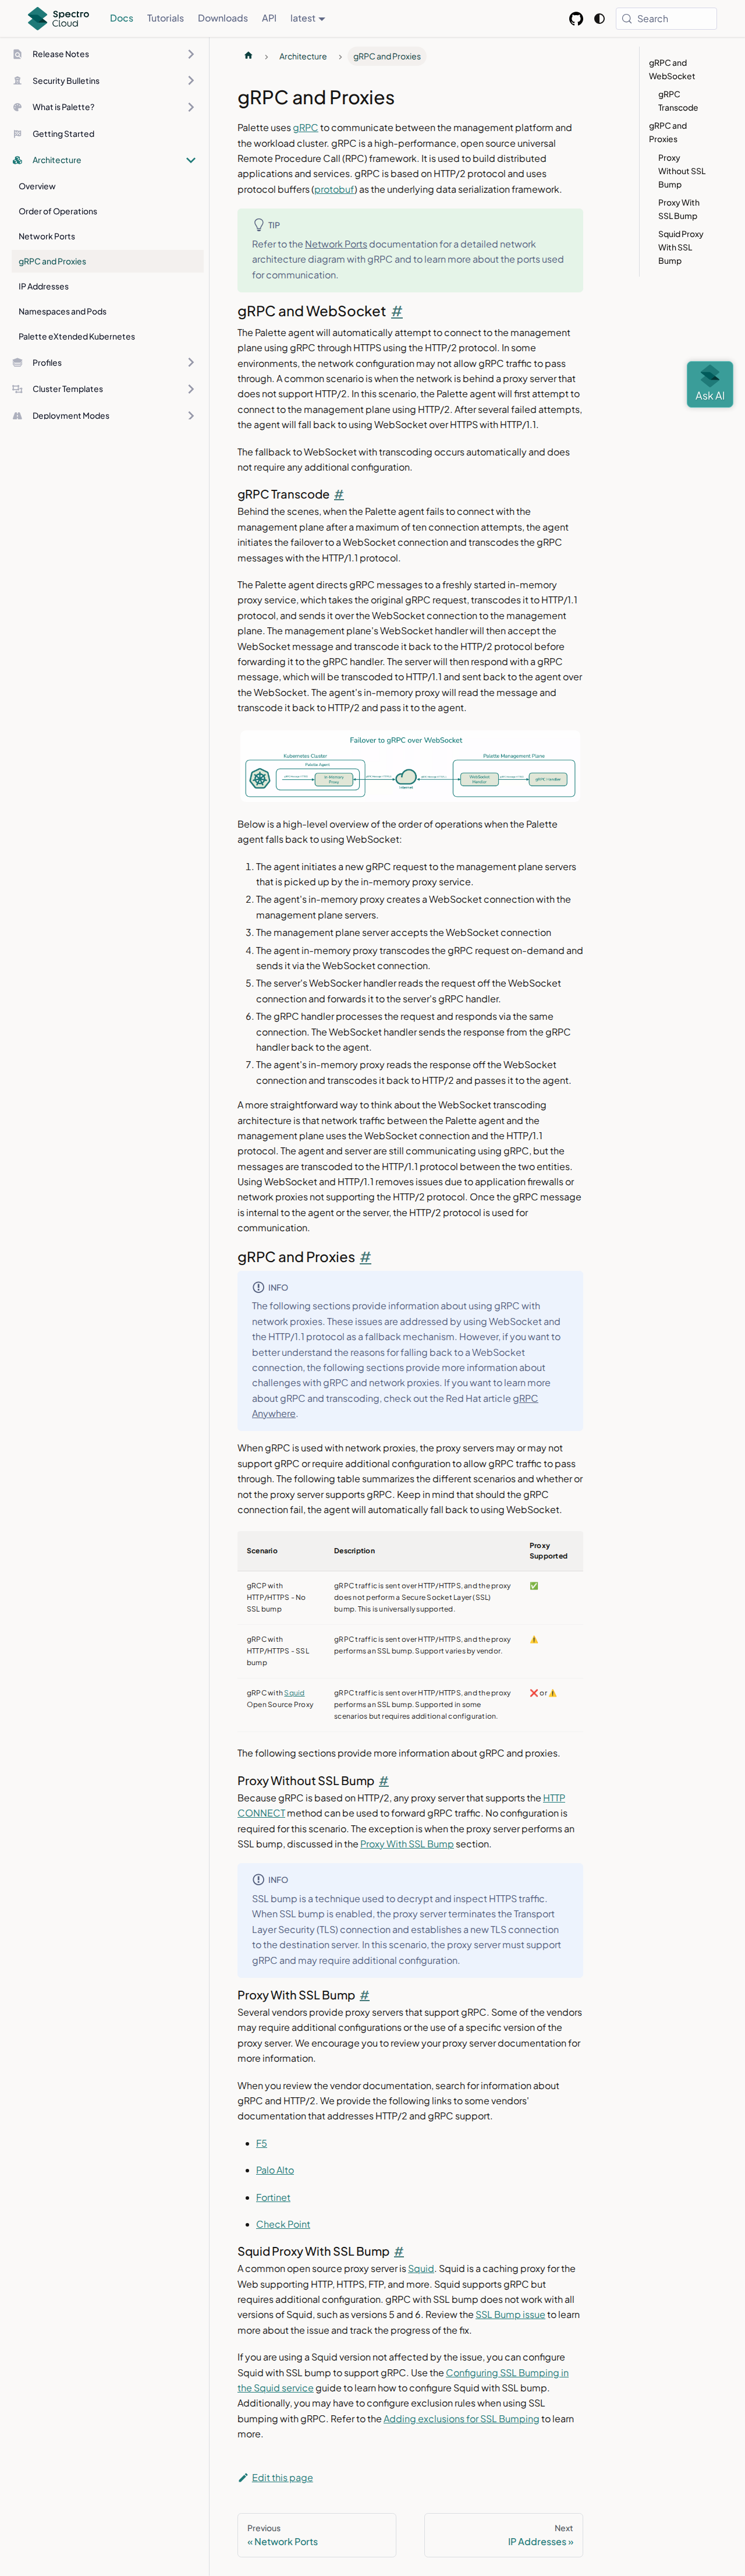 Spectro Cloud
Docs
Tutorials
Downloads
API
latest
Search
Release Notes
Security Bulletins
What is Palette?
Getting Started
Architecture
Overview
Order of Operations
Network Ports
gRPC and Proxies
IP Addresses
Namespaces and Pods
Palette eXtended Kubernetes
Profiles
Cluster Templates
Deployment Modes
Architecture
gRPC and Proxies
gRPC and Proxies
Palette uses gRPC to communicate between the management platform and
the workload cluster. gRPC is a high-performance, open source universal
Remote Procedure Call (RPC) framework. It is used to build distributed
applications and services. gRPC is based on HTTP/2 protocol and uses
protocol buffers (protobuf) as the underlying data serialization framework.
TIP
Refer to the Network Ports documentation for a detailed network
architecture diagram with gRPC and to learn more about the ports used
for communication.
gRPC and WebSocket #
The Palette agent will automatically attempt to connect to the management
plane using gRPC through HTTPS using the HTTP/2 protocol. In some
environments, the network configuration may not allow gRPC traffic to pass
through. A common scenario is when the network is behind a proxy server that
does not support HTTP/2. In this scenario, the Palette agent will first attempt to
connect to the management plane using HTTP/2. After several failed attempts,
the agent will fall back to using WebSocket over HTTPS with HTTP/1.1.
The fallback to WebSocket with transcoding occurs automatically and does
not require any additional configuration.
gRPC Transcode #
Behind the scenes, when the Palette agent fails to connect with the
management plane after a maximum of ten connection attempts, the agent
initiates the failover to a WebSocket connection and transcodes the gRPC
messages with the HTTP/1.1 protocol.
The Palette agent directs gRPC messages to a freshly started in-memory
proxy service, which takes the original gRPC request, transcodes it to HTTP/1.1
protocol, and sends it over the WebSocket connection to the management
plane. The management plane's WebSocket handler will then accept the
WebSocket message and transcode it back to the HTTP/2 protocol before
forwarding it to the gRPC handler. The server will then respond with a gRPC
message, which will be transcoded to HTTP/1.1 and sent back to the agent over
the WebSocket. The agent's in-memory proxy will read the message and
transcode it back to HTTP/2 and pass it to the agent.
Failover to gRPC over WebSocket
Kubernetes Cluster
Palette Agent
In-Memory
Proxy
Internet
Palette Management Plane
WebSocket
Handler
gRPC Handler
Below is a high-level overview of the order of operations when the Palette
agent falls back to using WebSocket:
1. The agent initiates a new gRPC request to the management plane servers
that is picked up by the in-memory proxy service.
2. The agent's in-memory proxy creates a WebSocket connection with the
management plane servers.
3. The management plane server accepts the WebSocket connection
4. The agent in-memory proxy transcodes the gRPC request on-demand and
sends it via the WebSocket connection.
5. The server's WebSocker handler reads the request off the WebSocket
connection and forwards it to the server's gRPC handler.
6. The gRPC handler processes the request and responds via the same
connection. The WebSocket handler sends the response from the gRPC
handler back to the agent.
7. The agent's in-memory proxy reads the response off the WebSocket
connection and transcodes it back to HTTP/2 and passes it to the agent.
A more straightforward way to think about the WebSocket transcoding
architecture is that network traffic between the Palette agent and the
management plane uses the WebSocket connection and the HTTP/1.1
protocol. The agent and server are still communicating using gRPC, but the
messages are transcoded to the HTTP/1.1 protocol between the two entities.
Using WebSocket and HTTP/1.1 removes issues due to application firewalls or
network proxies not supporting the HTTP/2 protocol. Once the gRPC message
is internal to the agent or the server, the HTTP/2 protocol is used for
communication.
gRPC and Proxies #
INFO
The following sections provide information about using gRPC with
network proxies. These issues are addressed by using WebSocket and
the HTTP/1.1 protocol as a fallback mechanism. However, if you want to
better understand the reasons for falling back to a WebSocket
connection, the following sections provide more information about
challenges with gRPC and network proxies. If you want to learn more
about gRPC and transcoding, check out the Red Hat article gRPC
Anywhere.
When gRPC is used with network proxies, the proxy servers may or may not
support gRPC or require additional configuration to allow gRPC traffic to pass
through. The following table summarizes the different scenarios and whether or
not the proxy server supports gRPC. Keep in mind that should the gRPC
connection fail, the agent will automatically fall back to using WebSocket.
Scenario
Description
Proxy
Supported
gRCP with
HTTP/HTTPS - No
SSL bump
gRPC traffic is sent over HTTP/HTTPS, and the proxy
does not perform a Secure Socket Layer (SSL)
bump. This is universally supported.
✅
gRPC with
HTTP/HTTPS - SSL
bump
gRPC traffic is sent over HTTP/HTTPS, and the proxy
performs an SSL bump. Support varies by vendor.
⚠️
gRPC with Squid
Open Source Proxy
gRPC traffic is sent over HTTP/HTTPS, and the proxy
performs an SSL bump. Supported in some
scenarios but requires additional configuration.
❌ or ⚠️
The following sections provide more information about gRPC and proxies.
Proxy Without SSL Bump #
Because gRPC is based on HTTP/2, any proxy server that supports the HTTP
CONNECT method can be used to forward gRPC traffic. No configuration is
required for this scenario. The exception is when the proxy server performs an
SSL bump, discussed in the Proxy With SSL Bump section.
INFO
SSL bump is a technique used to decrypt and inspect HTTPS traffic.
When SSL bump is enabled, the proxy server terminates the Transport
Layer Security (TLS) connection and establishes a new TLS connection
to the destination server. In this scenario, the proxy server must support
gRPC and may require additional configuration.
Proxy With SSL Bump #
Several vendors provide proxy servers that support gRPC. Some of the vendors
may require additional configurations or the use of a specific version of the
proxy server. We encourage you to review your proxy server documentation for
more information.
When you review the vendor documentation, search for information about
gRPC and HTTP/2. We provide the following links to some vendors'
documentation that addresses HTTP/2 and gRPC support.
F5
Palo Alto
Fortinet
Check Point
Squid Proxy With SSL Bump #
A common open source proxy server is Squid. Squid is a caching proxy for the
Web supporting HTTP, HTTPS, FTP, and more. Squid supports gRPC but
requires additional configuration. gRPC with SSL bump does not work with all
versions of Squid, such as versions 5 and 6. Review the SSL Bump issue to learn
more about the issue and track the progress of the fix.
If you are using a Squid version not affected by the issue, you can configure
Squid with SSL bump to support gRPC. Use the Configuring SSL Bumping in
the Squid service guide to learn how to configure Squid with SSL bump.
Additionally, you may have to configure exclusion rules when using SSL
bumping with gRPC. Refer to the Adding exclusions for SSL Bumping to learn
more.
Edit this page
Previous
« Network Ports
Next
IP Addresses »
gRPC and
WebSocket
gRPC
Transcode
gRPC and
Proxies
Proxy
Without SSL
Bump
Proxy With
SSL Bump
Squid Proxy
With SSL
Bump
Ask AI